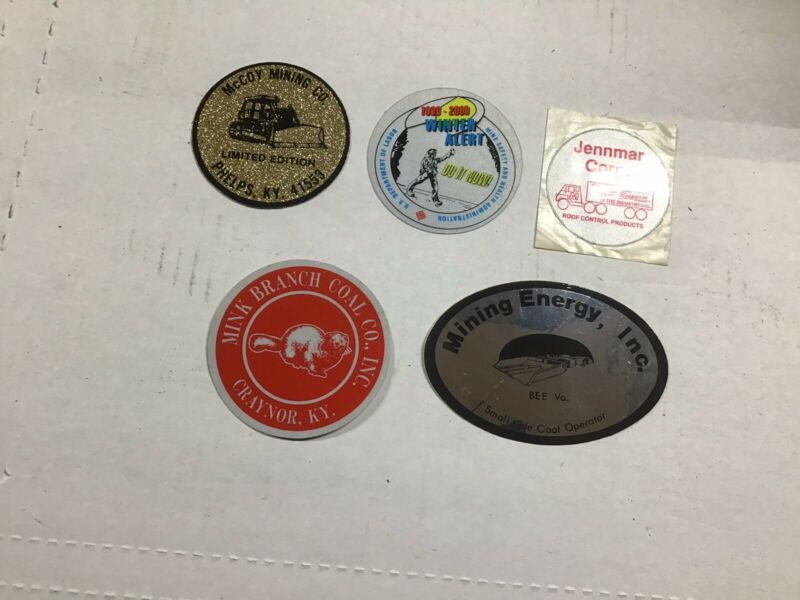 McCOY MINING CO.
LIMITED EDITION
PHELPS, KY. 41553
1999 - 2000
WINTER
ALERT
DO IT NOW!
U.S. DEPARTMENT OF LABOR
MINE SAFETY AND HEALTH ADMINISTRATION
Jennmar
Corp.
THE INDUSTRY
ROOF CONTROL PRODUCTS
MINK BRANCH COAL CO., INC.
CRAYNOR, KY.
Mining Energy, Inc.
BEE Va.
Small Coal Operator